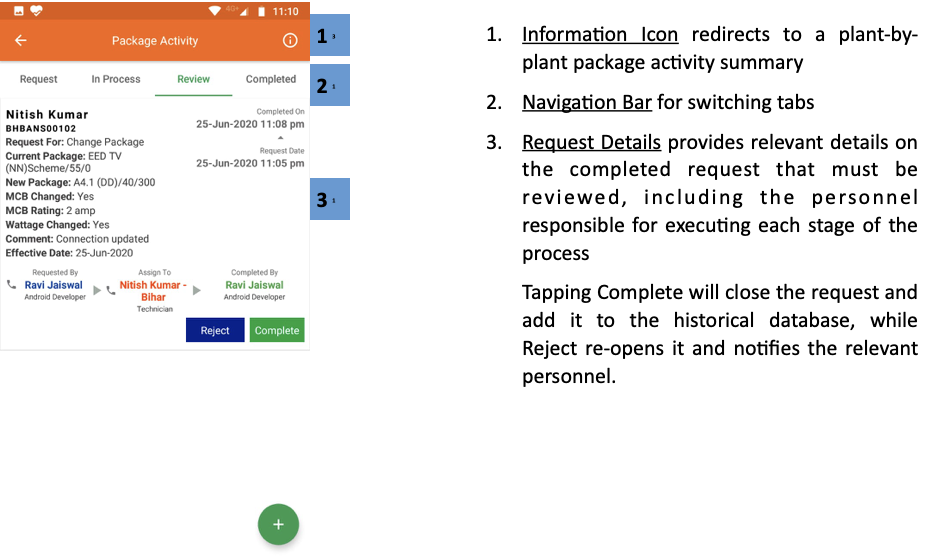 4G+ 11:10
Package Activity
Request In Process Review Completed
Nitish Kumar
BHBANS00102
Request For: Change Package
Current Package: EED TV
(NN)Scheme/55/0
New Package: A4.1 (DD)/40/300
MCB Changed: Yes
MCB Rating: 2 amp
Wattage Changed: Yes
Comment: Connection updated
Effective Date: 25-Jun-2020
Completed On
25-Jun-2020 11:08 pm
Request Date
25-Jun-2020 11:05 pm
Requested By
Ravi Jaiswal
Android Developer
Assign To
Nitish Kumar -
Bihar
Technician
Completed By
Ravi Jaiswal
Android Developer
Reject Complete
+
1 3
2 1
3 1
1. Information Icon redirects to a plant-by-
plant package activity summary
2. Navigation Bar for switching tabs
3. Request Details provides relevant details on
the completed request that must be
reviewed, including the personnel
responsible for executing each stage of the
process
Tapping Complete will close the request and
add it to the historical database, while
Reject re-opens it and notifies the relevant
personnel.